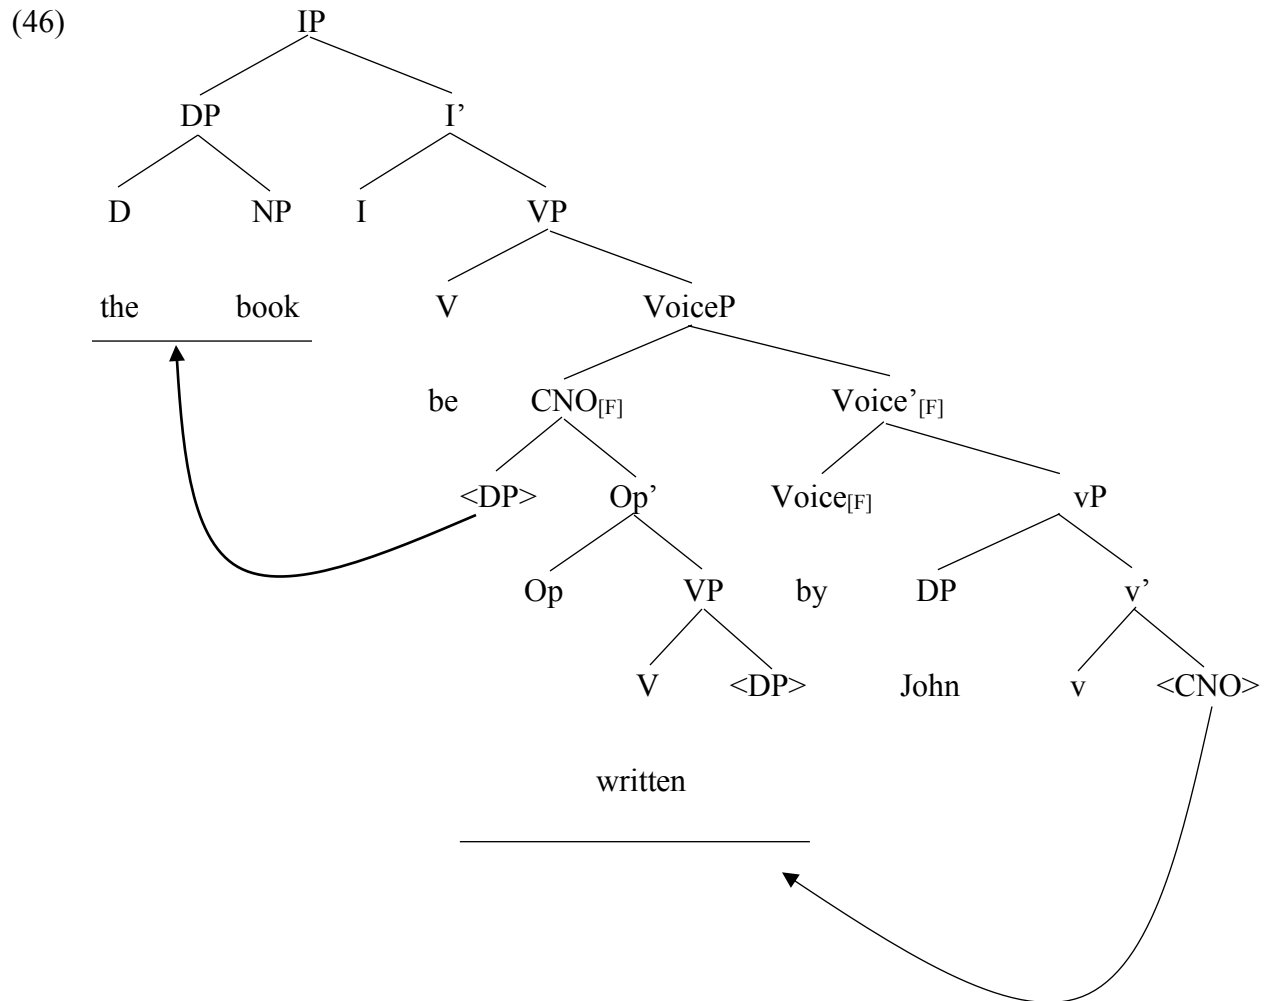 (46) IP
DP I’
D NP I VP
the book V VoiceP
be CNO[F] Voice’[F]
<DP> Op’ Voice[F] vP
Op VP by DP v’
V <DP> John v <CNO>
written